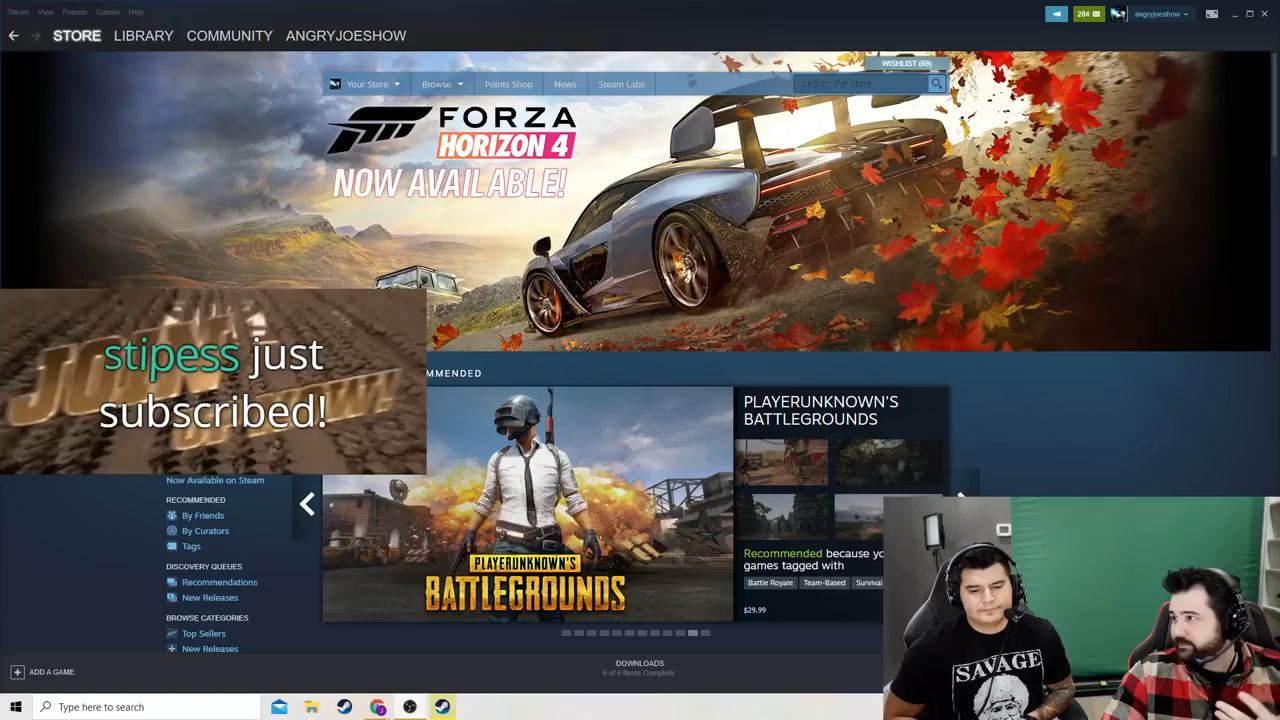 Steam View Friends Games Help
284
angryjoeshow
STORE LIBRARY COMMUNITY ANGRYJOESHOW
WISHLIST (69)
Your Store Browse Points Shop News Steam Labs
search the store
FORZA
HORIZON 4
NOW AVAILABLE!
JOIN
stipess just
subscribed!
MMENDED
PLAYERUNKNOWN'S
BATTLEGROUNDS
PLAYERUNKNOWN'S
BATTLEGROUNDS
Recommended because yo
games tagged with
Battle Royale Team-Based Survival
$29.99
Now Available on Steam
RECOMMENDED
By Friends
By Curators
Tags
DISCOVERY QUEUES
Recommendations
New Releases
BROWSE CATEGORIES
Top Sellers
New Releases
ADD A GAME
DOWNLOADS
6 of 6 Items Complete
SAVAGE
Type here to search